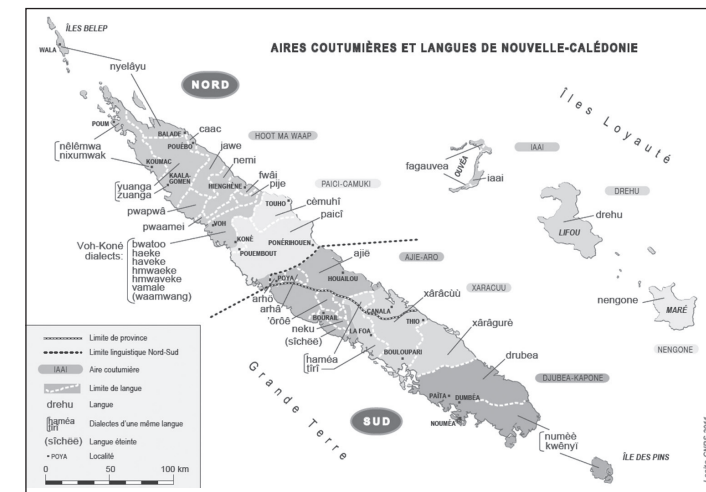 AIRES COUTUMIÈRES ET LANGUES DE NOUVELLE-CALÉDONIE
ÎLES BELEP
WALA
nyelâyu
NORD
POUM
BALADE
caac
POUÉBO
HOOT MA WAAP
jawe
nemi
nêlêmwa
nixumwak
KOUMAC
KAALA-
GOMEN
HIENGHÈNE
fwâi
pije
yuanga
zuanga
PAICI-CAMUKI
TOUHO
cèmuhî
paicî
pwapwâ
pwaamei
VOH
KONÉ
PONÉRIHOUEN
POUEMBOUT
Voh-Koné
dialects:
bwatoo
haeke
haveke
hmwaeke
hmwaveke
vamale
(waamwang)
ajië
AJIE-ARO
POYA
HOUAÏLOU
arhö
arhâ
'ôrôê
neku
(sîchëë)
BOURAIL
xârâcùù
XARACUU
CANALA
LA FOA
THIO
xârâgurè
haméa
tîrî
BOULOUPARI
drubea
DJUBEA-KAPONE
PAÏTA
DUMBÉA
NOUMÉA
numèè
kwênyï
ÎLE DES PINS
Grande Terre
SUD
Îles Loyauté
fagauvea
OUVÉA
iaai
IAAI
DREHU
drehu
LIFOU
nengone
MARÉ
NENGONE
Limite de province
Limite linguistique Nord-Sud
IAAI Aire coutumière
Limite de langue
drehu Langue
haméa
tîrî
Dialectes d'une même langue
(sîchëë) Langue éteinte
POYA Localité
0 50 100 km